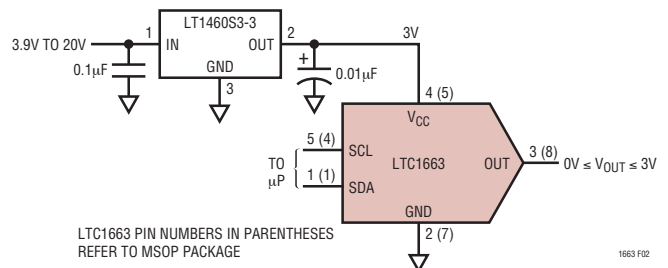 LT1460S3-3
3.9V TO 20V
1
IN
OUT
2
3V
GND
3
0.1µF
+
0.01µF
4 (5)
VCC
5 (4)
SCL
LTC1663
OUT
3 (8)
0V ≤ VOUT ≤ 3V
TO
µP
1 (1)
SDA
GND
2 (7)
LTC1663 PIN NUMBERS IN PARENTHESES
REFER TO MSOP PACKAGE
1663 F02